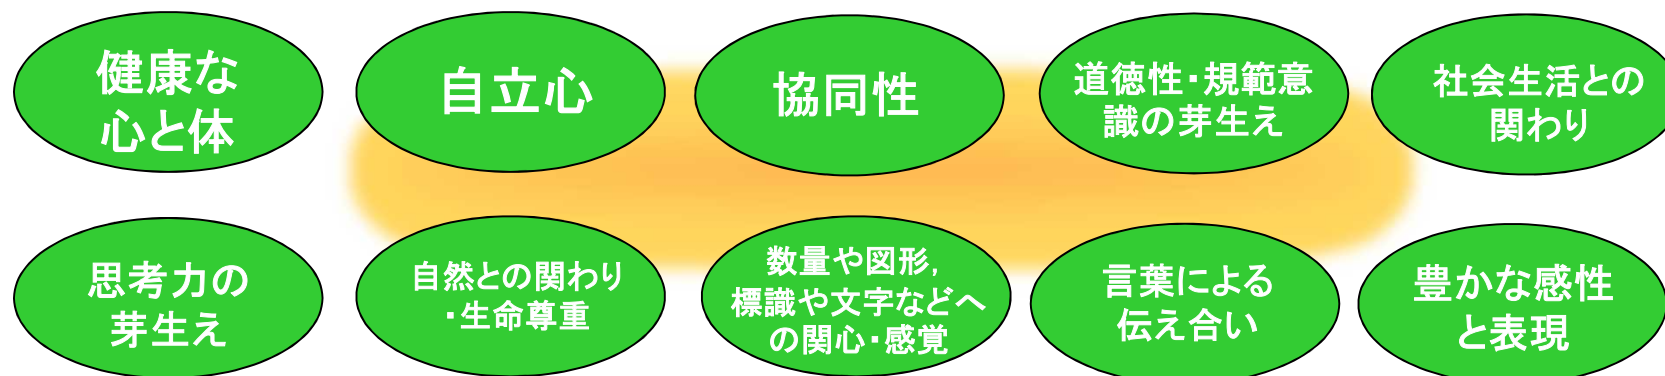 健康な
心と体
自立心
協同性
道徳性・規範意
識の芽生え
社会生活との
関わり
思考力の
芽生え
自然との関わり
・生命尊重
数量や図形，
標識や文字などへ
の関心・感覚
言葉による
伝え合い
豊かな感性
と表現